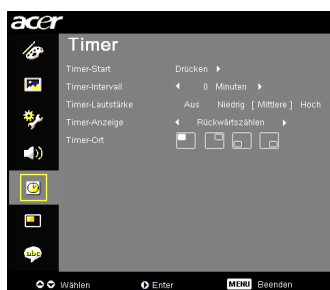 acer
Timer
Timer-Start Drücken
Timer-Intervall 0 Minuten
Timer-Lautstärke Aus Niedrig [ Mittlere ] Hoch
Timer-Anzeige Rückwärtszählen
Timer-Ort
abc
Wählen Enter MENU Beenden